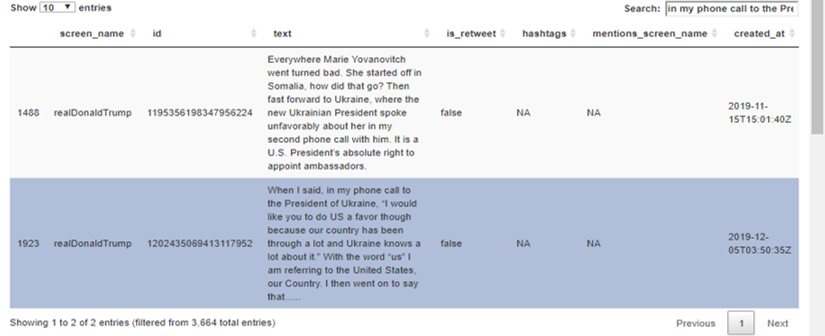 Show 10 entries Search: in my phone call to the Pre
screen_name id text is_retweet hashtags mentions_screen_name created_at
Everywhere Marie Yovanovitch
went turned bad. She started off in
Somalia, how did that go? Then
fast forward to Ukraine, where the
new Ukrainian President spoke
2019-11-
1488 realDonaldTrump 1195356198347956224 unfavorably about her in my false NA NA
15T15:01:40Z
second phone call with him. It is a
U.S. President's absolute right to
appoint ambassadors.
When I said, in my phone call to
the President of Ukraine, "I would
like you to do US a favor though
because our country has been
2019-12-
1923 realDonaldTrump 1202435069413117952 through a lot and Ukraine knows a false NA NA
05T03:50:35Z
lot about it." With the word "us" I
am referring to the United States,
our Country. I then went on to say
that......
Showing 1 to 2 of 2 entries (filtered from 3,664 total entries) Previous 1 Next